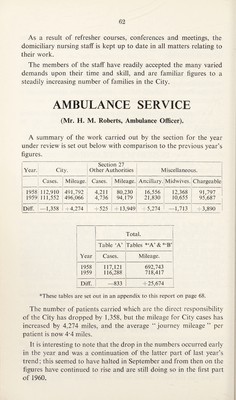 62
As a result of refresher courses, conferences and meetings, the
domiciliary nursing staff is kept up to date in all matters relating to
their work.
The members of the staff have readily accepted the many varied
demands upon their time and skill, and are familiar figures to a
steadily increasing number of families in the City.
AMBULANCE SERVICE
(Mr. H. M. Roberts, Ambulance Officer).
A summary of the work carried out by the section for the year
under review is set out below with comparison to the previous year's
figures.
Year. City. Section 27 Other Authorities Miscellaneous.
Cases. Mileage. Cases. Mileage. Ancillary. Midwives. Chargeable
1958 112,910 491,792 4,211 80,230 16,556 12,368 91,797
1959 111,552 496,066 4,736 94,179 21,830 10,655 95,687
Diff. —1,358 +4,274 +525 +13,949 +5,274 —1,713 +3,890
Total.
Table 'A' Tables *'A' & *'B'
Year Cases. Mileage.
1958 117,121 692,743
1959 116,288 718,417
Diff. —833 +25,674
*These tables are set out in an appendix to this report on page 68.
The number of patients carried which are the direct responsibility
of the City has dropped by 1,358, but the mileage for City cases has
increased by 4,274 miles, and the average "journey mileage" per
patient is now 4·4 miles.
It is interesting to note that the drop in the numbers occurred early
in the year and was a continuation of the latter part of last year's
trend; this seemed to have halted in September and from then on the
figures have continued to rise and are still doing so in the first part
of 1960.